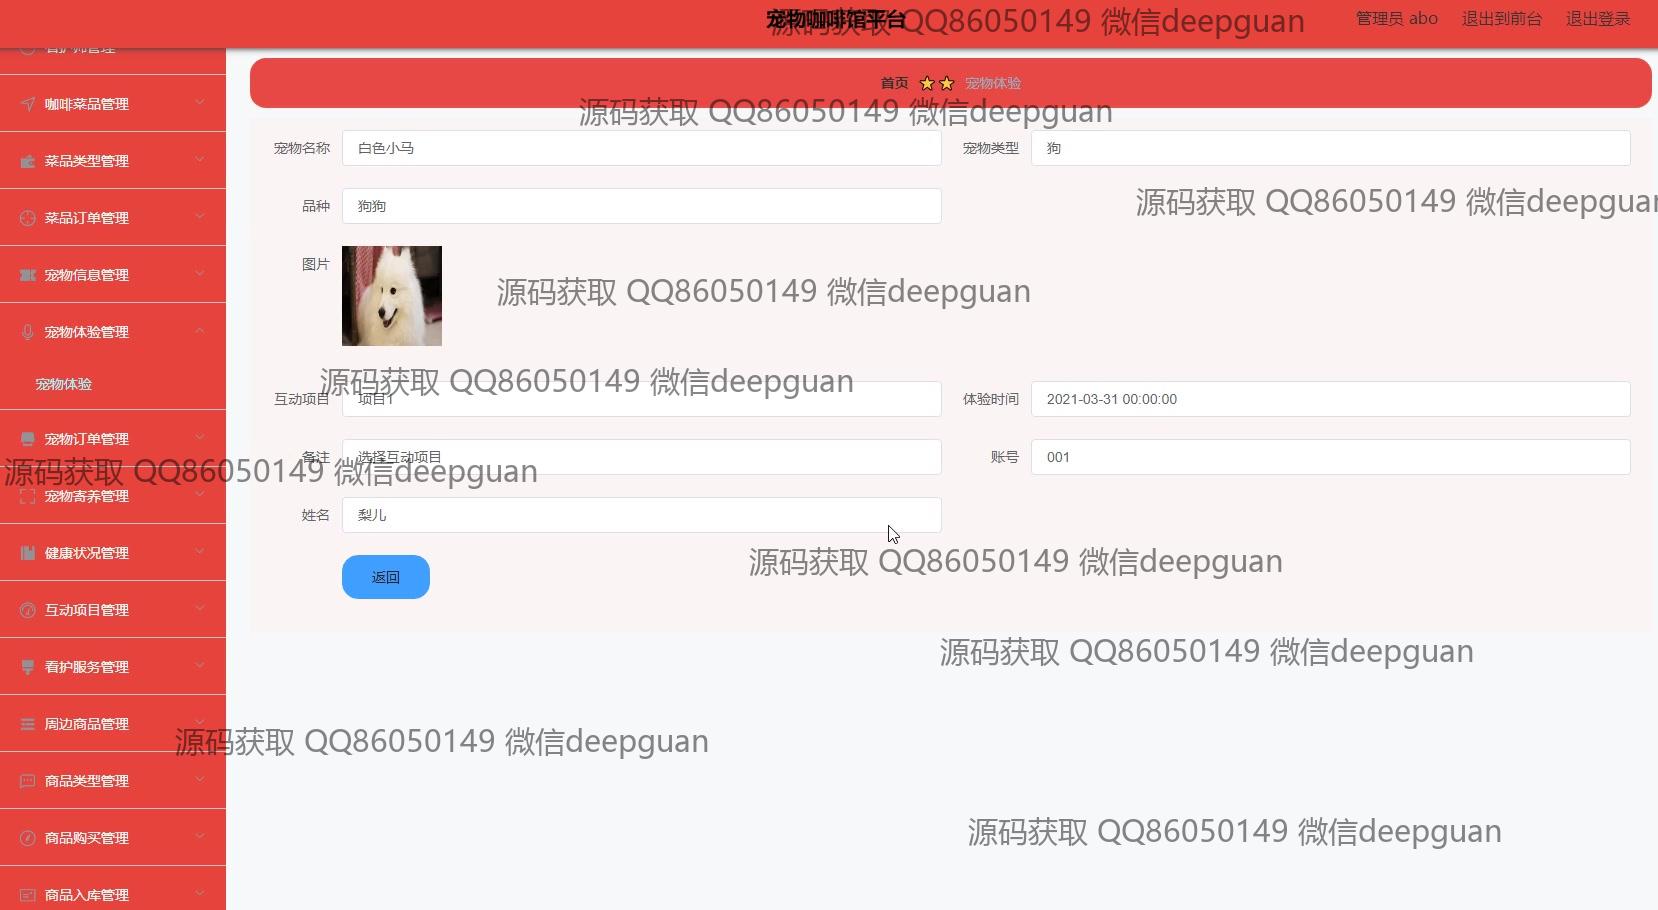 宠物咖啡馆平台
源码获取 QQ86050149 微信deepguan
管理员 abo 退出到前台 退出登录
看护师管理
首页 宠物体验
咖啡菜品管理
源码获取 QQ86050149 微信deepguan
宠物名称 白色小马 宠物类型 狗
菜品类型管理
源码获取 QQ86050149 微信deepguan
品种 狗狗
菜品订单管理
图片
宠物信息管理
源码获取 QQ86050149 微信deepguan
宠物体验管理
宠物体验
源码获取 QQ86050149 微信deepguan
互动项目 项目1 体验时间 2021-03-31 00:00:00
宠物订单管理
备注 选择互动项目 账号 001
源码获取 QQ86050149 微信deepguan
宠物寄养管理
姓名 梨儿
健康状况管理
源码获取 QQ86050149 微信deepguan
返回
互动项目管理
源码获取 QQ86050149 微信deepguan
看护服务管理
周边商品管理
源码获取 QQ86050149 微信deepguan
商品类型管理
源码获取 QQ86050149 微信deepguan
商品购买管理
商品入库管理